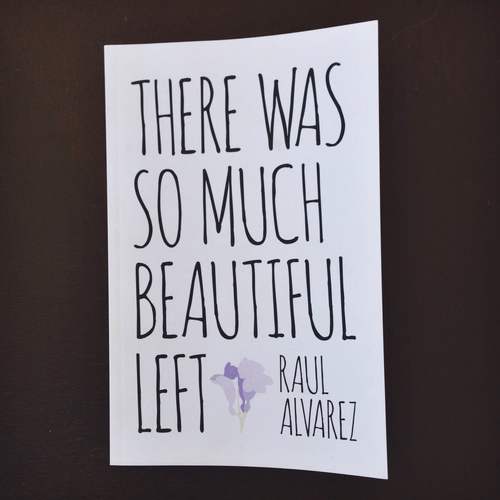 THERE WAS
SO MUCH
BEAUTIFUL
LEFT
RAUL
ALVAREZ